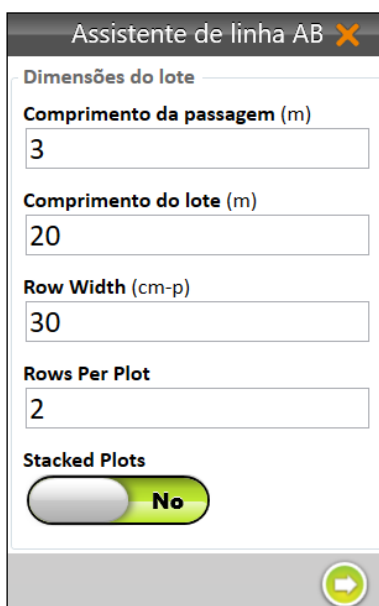 Assistente de linha AB
Dimensões do lote
Comprimento da passagem (m)
3
Comprimento do lote (m)
20
Row Width (cm-p)
30
Rows Per Plot
2
Stacked Plots
No